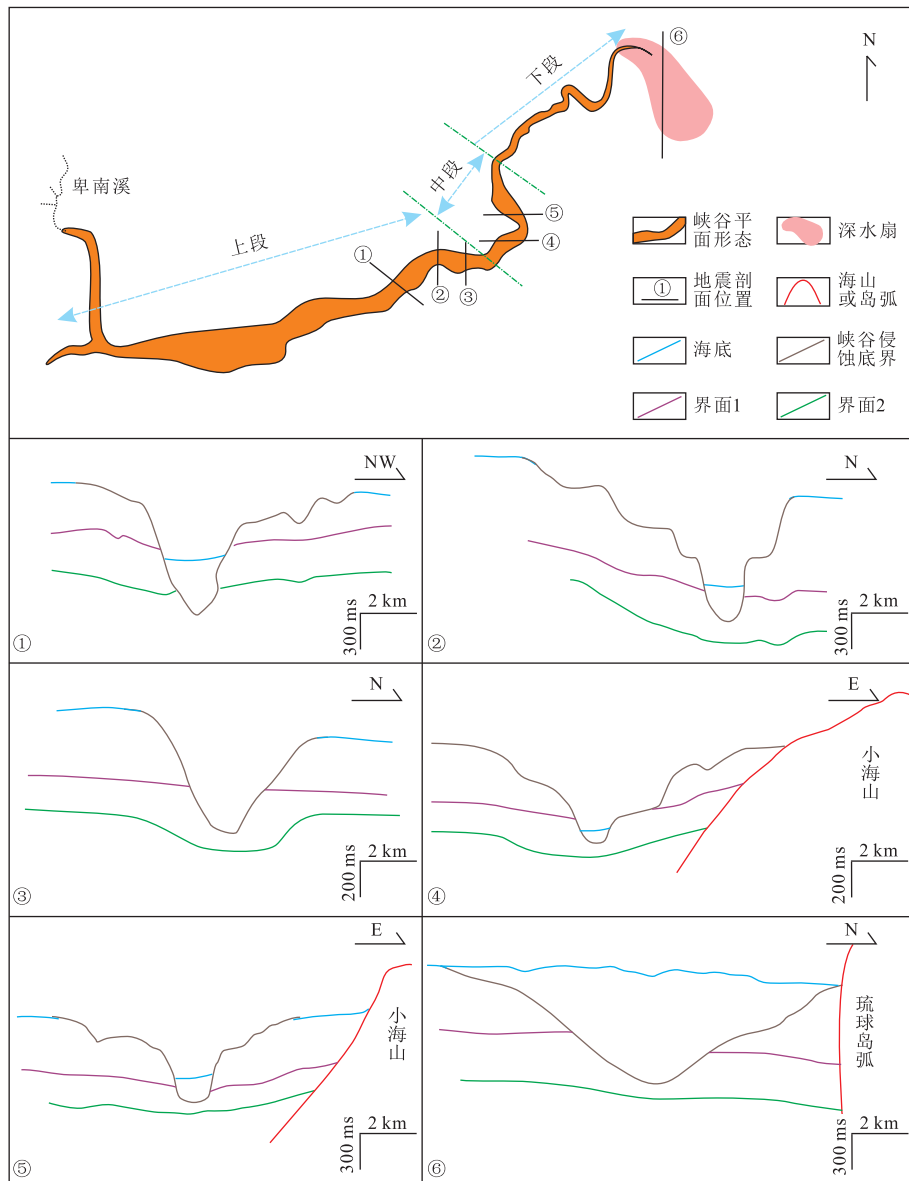 ⑥
N
下段
卑南溪
中段
⑤
④
上段
①
②
③
峡谷平
面形态
深水扇
①
地震剖
面位置
海山
或岛弧
海底
峡谷侵
蚀底界
界面1
界面2
NW
2 km
300 ms
①
N
2 km
300 ms
②
N
2 km
200 ms
③
E
小海山
2 km
200 ms
④
E
小海山
2 km
300 ms
⑤
N
琉球岛弧
2 km
300 ms
⑥